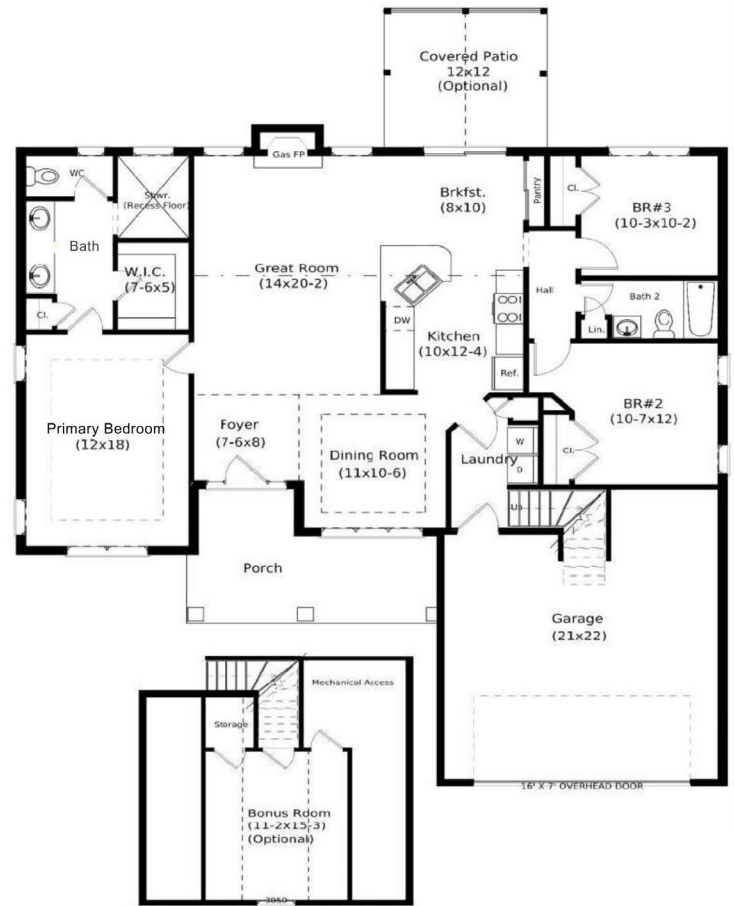 Covered Patio
12x12
(Optional)
Gas FP
WC
Shwr.
(Recess Floor)
Brkfst.
(8x10)
Pantry
Cl.
BR#3
(10-3x10-2)
Bath
W.I.C.
(7-6x5)
Great Room
(14x20-2)
Hall
Bath 2
Cl.
DW
Kitchen
(10x12-4)
Lin.
Ref.
Primary Bedroom
(12x18)
Foyer
(7-6x8)
Dining Room
(11x10-6)
BR#2
(10-7x12)
W
Laundry
D
Cl.
Up
Porch
Garage
(21x22)
Mechanical Access
Storage
16' X 7' OVERHEAD DOOR
Bonus Room
(11-2x15-3)
(Optional)
3050